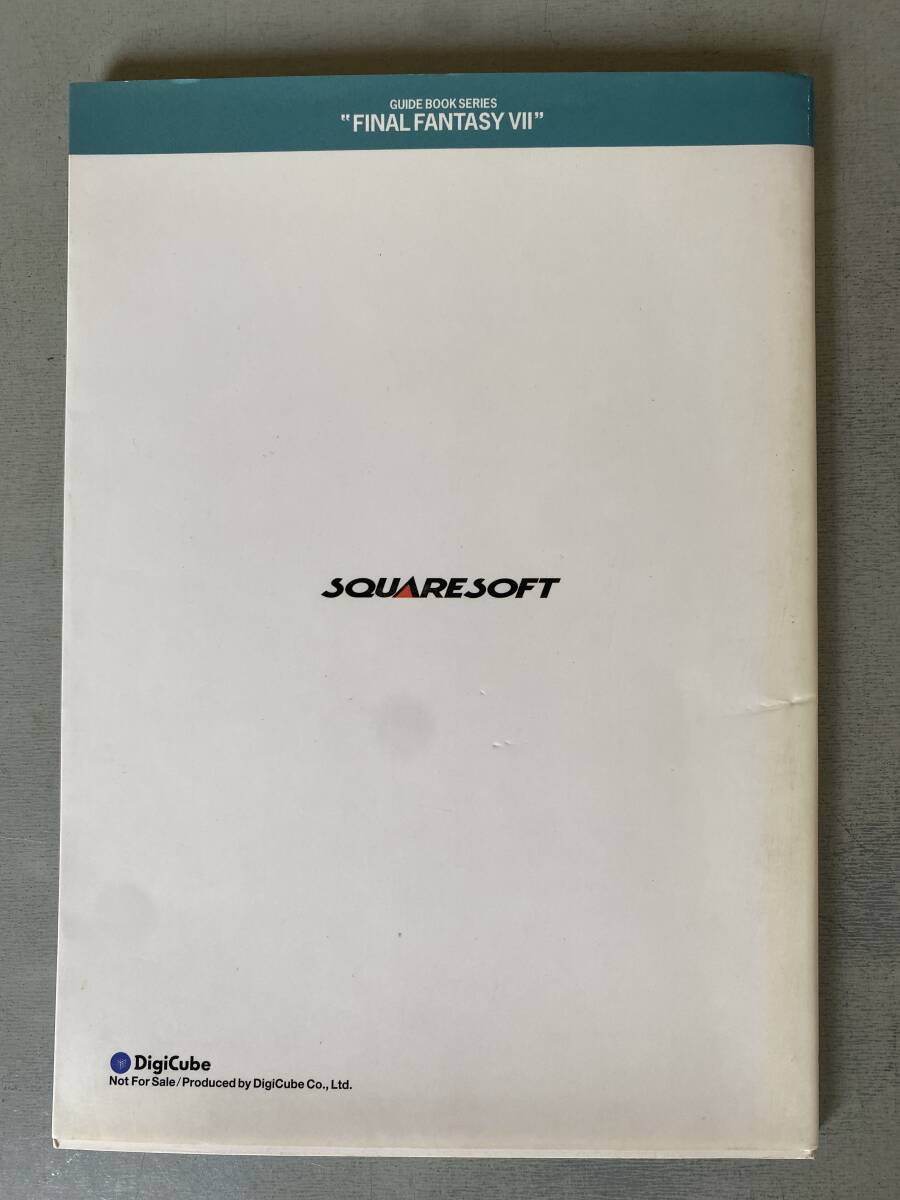 GUIDE BOOK SERIES
"FINAL FANTASY VII"
SQUARESOFT
DigiCube
Not For Sale/Produced by DigiCube Co., Ltd.